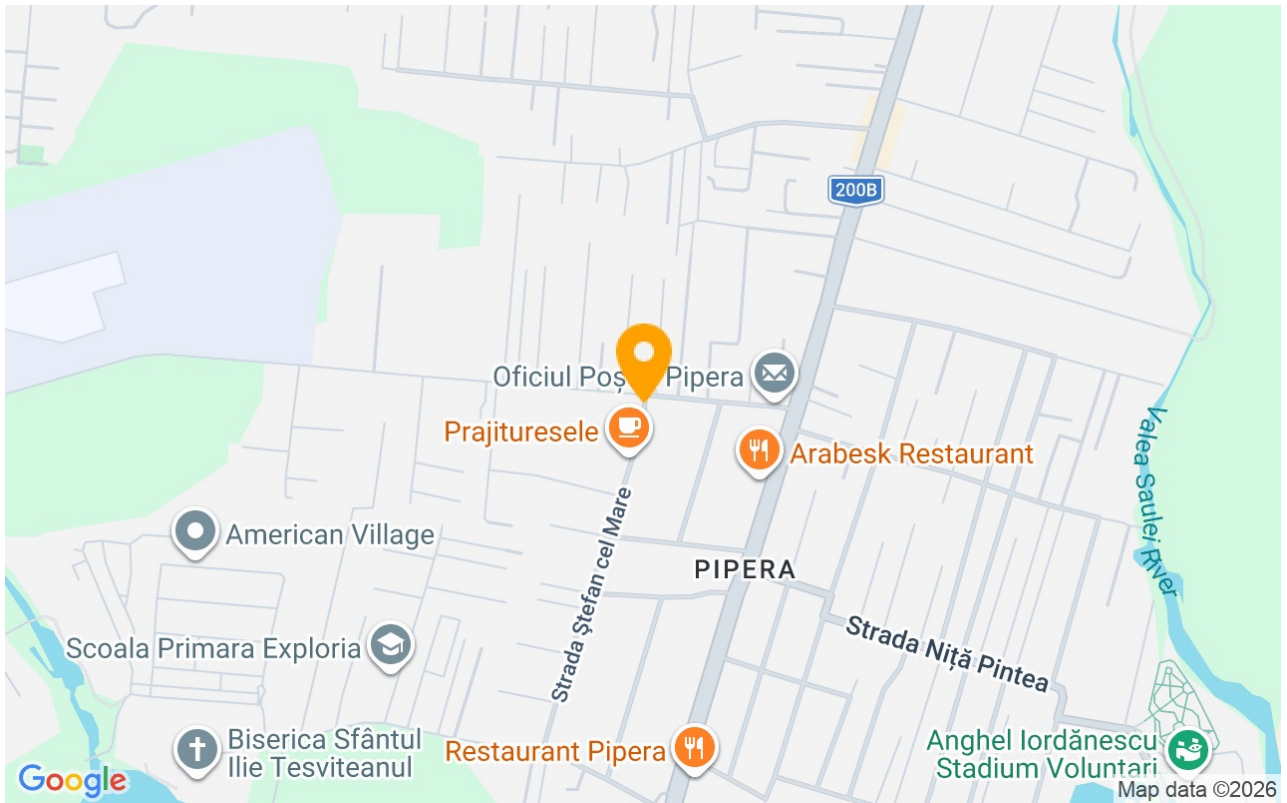 200B
Oficiul Poș Pipera
Prajituresele
Arabesk Restaurant
American Village
PIPERA
Valea Saulei River
Strada Ștefan cel Mare
Scoala Primara Exploria
Strada Niță Pintea
Biserica Sfântul
Ilie Tesviteanul
Restaurant Pipera
Anghel Iordănescu
Stadium Voluntari
Google
Map data ©2026